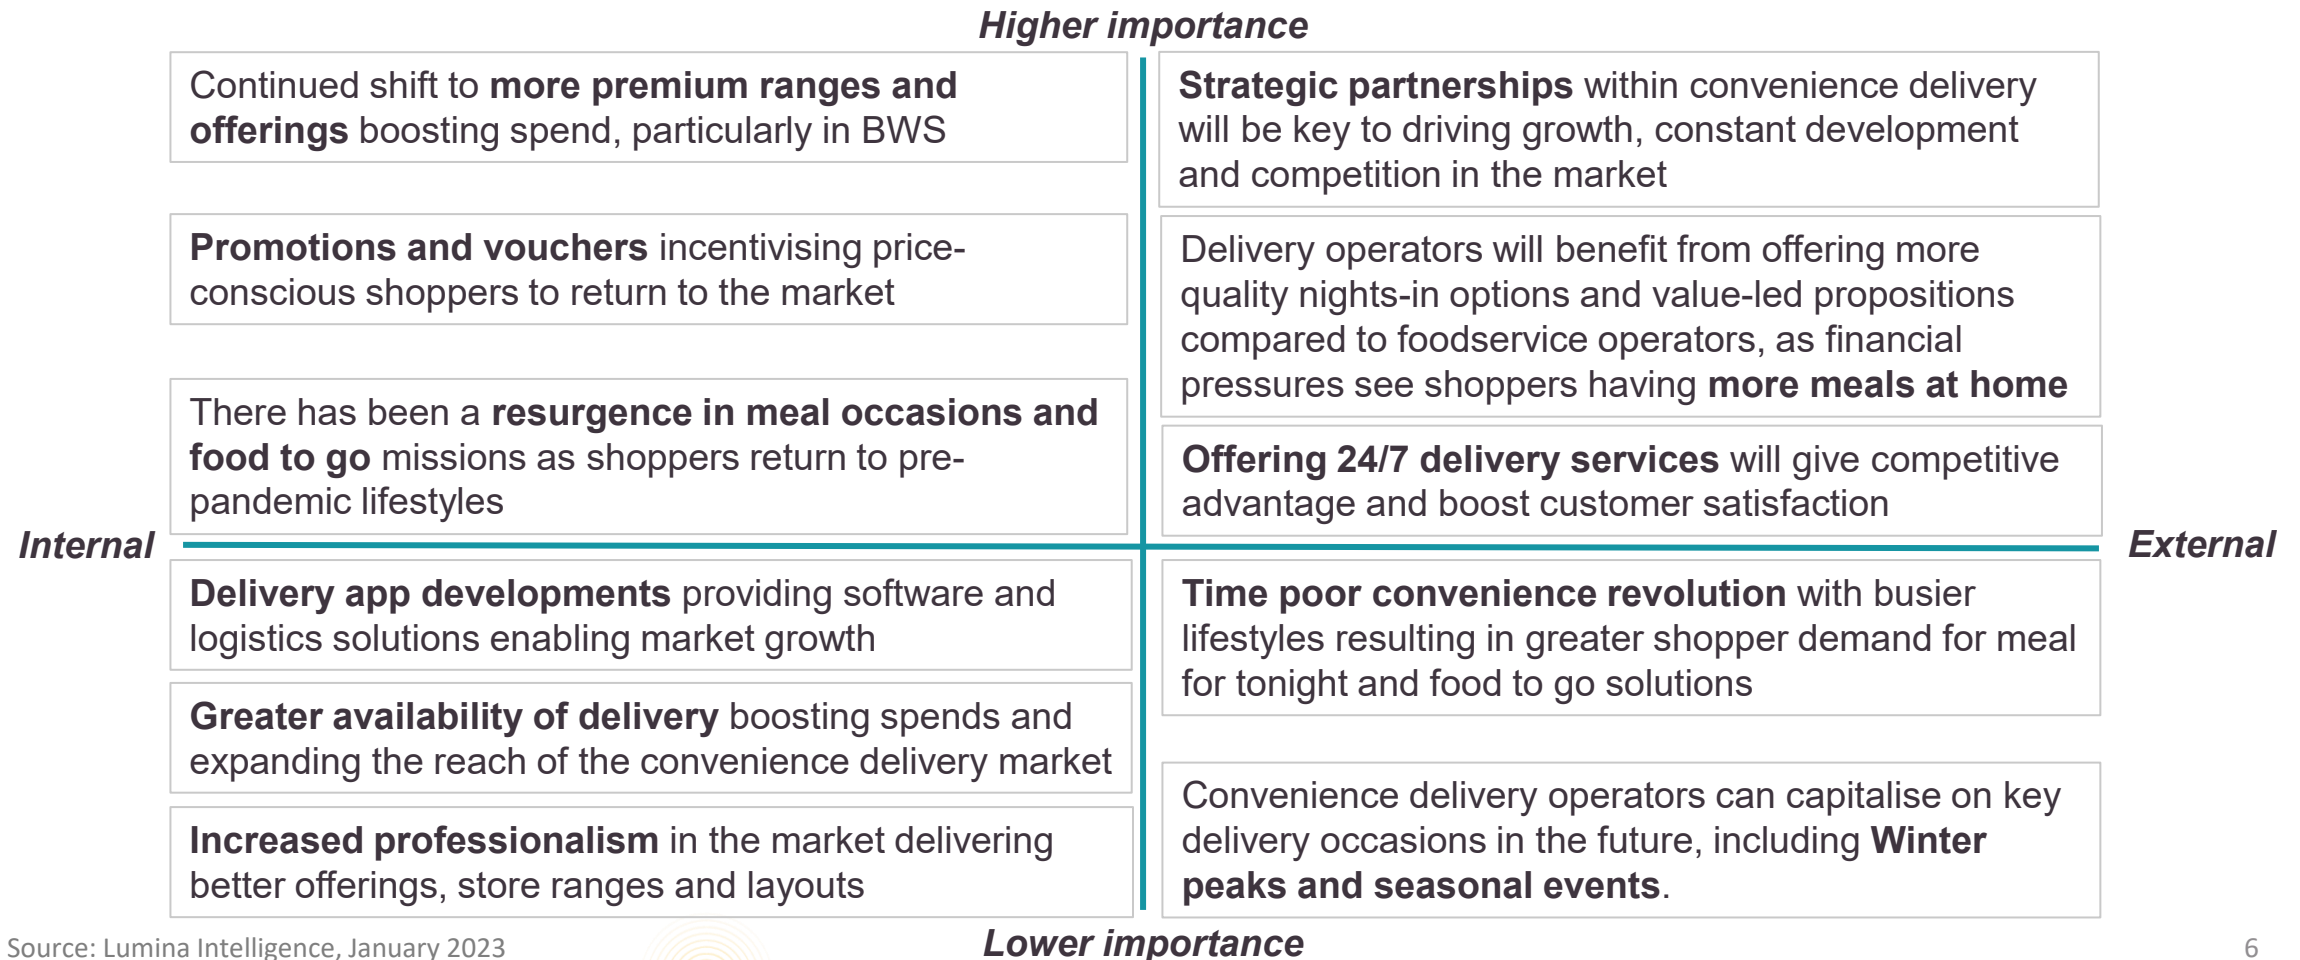 Higher importance
Continued shift to more premium ranges and
offerings boosting spend, particularly in BWS
Promotions and vouchers incentivising price-
conscious shoppers to return to the market
There has been a resurgence in meal occasions and
food to go missions as shoppers return to pre-
pandemic lifestyles
Strategic partnerships within convenience delivery
will be key to driving growth, constant development
and competition in the market
Delivery operators will benefit from offering more
quality nights-in options and value-led propositions
compared to foodservice operators, as financial
pressures see shoppers having more meals at home
Offering 24/7 delivery services will give competitive
advantage and boost customer satisfaction
Internal
External
Delivery app developments providing software and
logistics solutions enabling market growth
Greater availability of delivery boosting spends and
expanding the reach of the convenience delivery market
Increased professionalism in the market delivering
better offerings, store ranges and layouts
Time poor convenience revolution with busier
lifestyles resulting in greater shopper demand for meal
for tonight and food to go solutions
Convenience delivery operators can capitalise on key
delivery occasions in the future, including Winter
peaks and seasonal events.
Lower importance
Source: Lumina Intelligence, January 2023
6